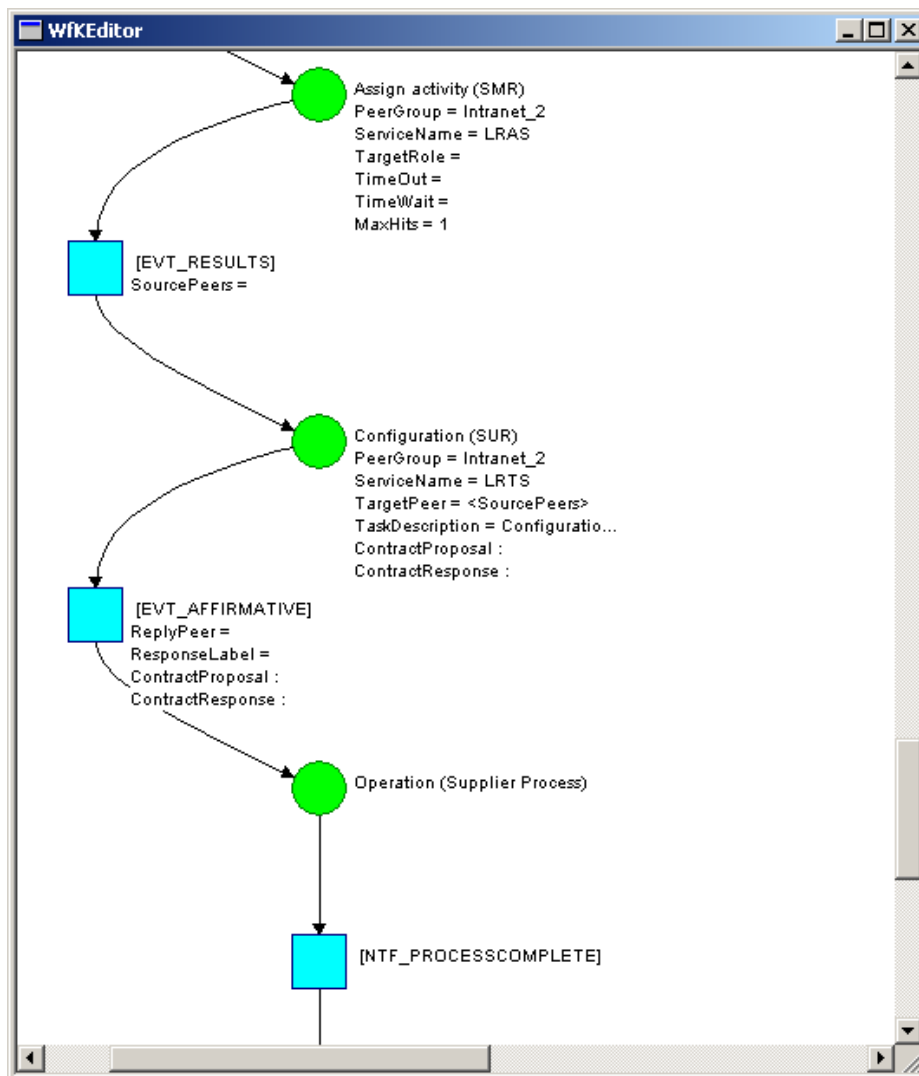 WfKEditor
Assign activity (SMR)
PeerGroup = Intranet_2
ServiceName = LRAS
TargetRole =
TimeOut =
TimeWait =
MaxHits = 1
[EVT_RESULTS]
SourcePeers =
Configuration (SUR)
PeerGroup = Intranet_2
ServiceName = LRTS
TargetPeer = <SourcePeers>
TaskDescription = Configuratio...
ContractProposal :
ContractResponse :
[EVT_AFFIRMATIVE]
ReplyPeer =
ResponseLabel =
ContractProposal :
ContractResponse :
Operation (Supplier Process)
[NTF_PROCESSCOMPLETE]